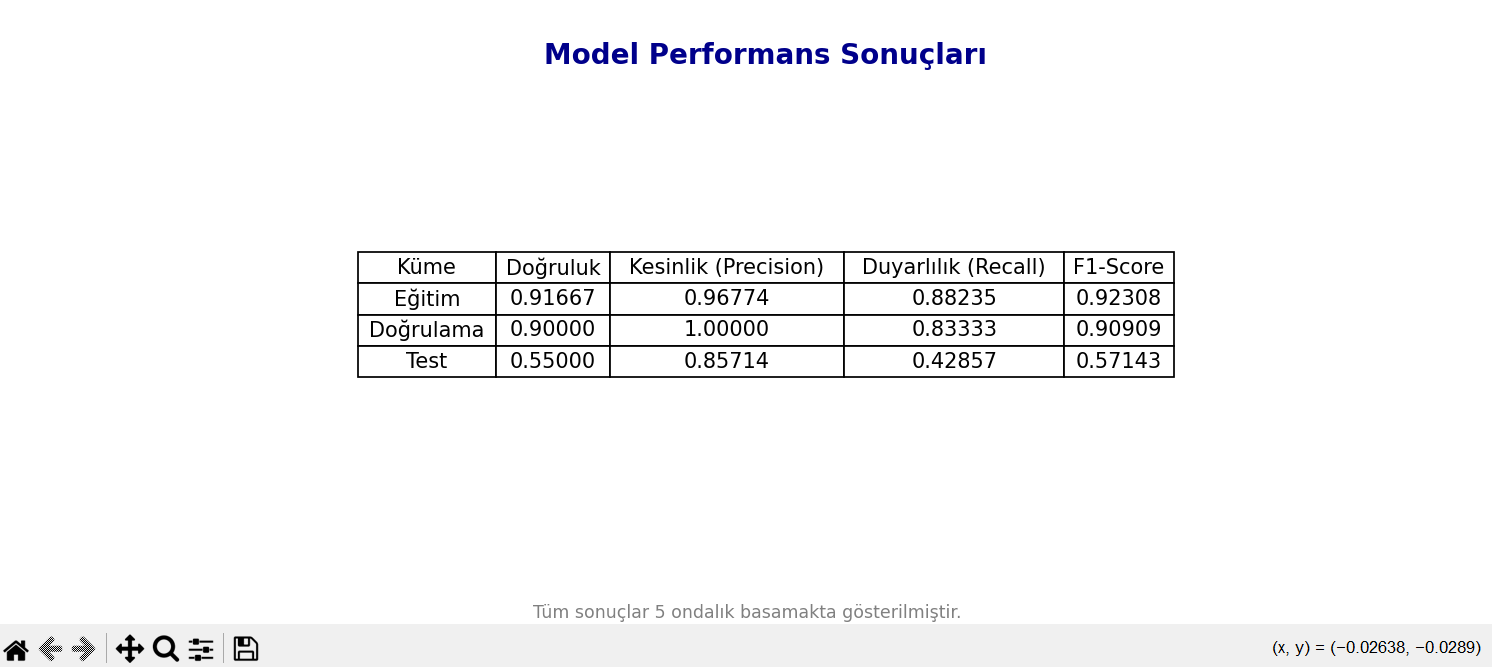 Model Performans Sonuçları
Küme Doğruluk Kesinlik (Precision) Duyarlılık (Recall) F1-Score
Eğitim 0.91667 0.96774 0.88235 0.92308
Doğrulama 0.90000 1.00000 0.83333 0.90909
Test 0.55000 0.85714 0.42857 0.57143
Tüm sonuçlar 5 ondalık basamakta gösterilmiştir.
(x, y) = (−0.02638, −0.0289)